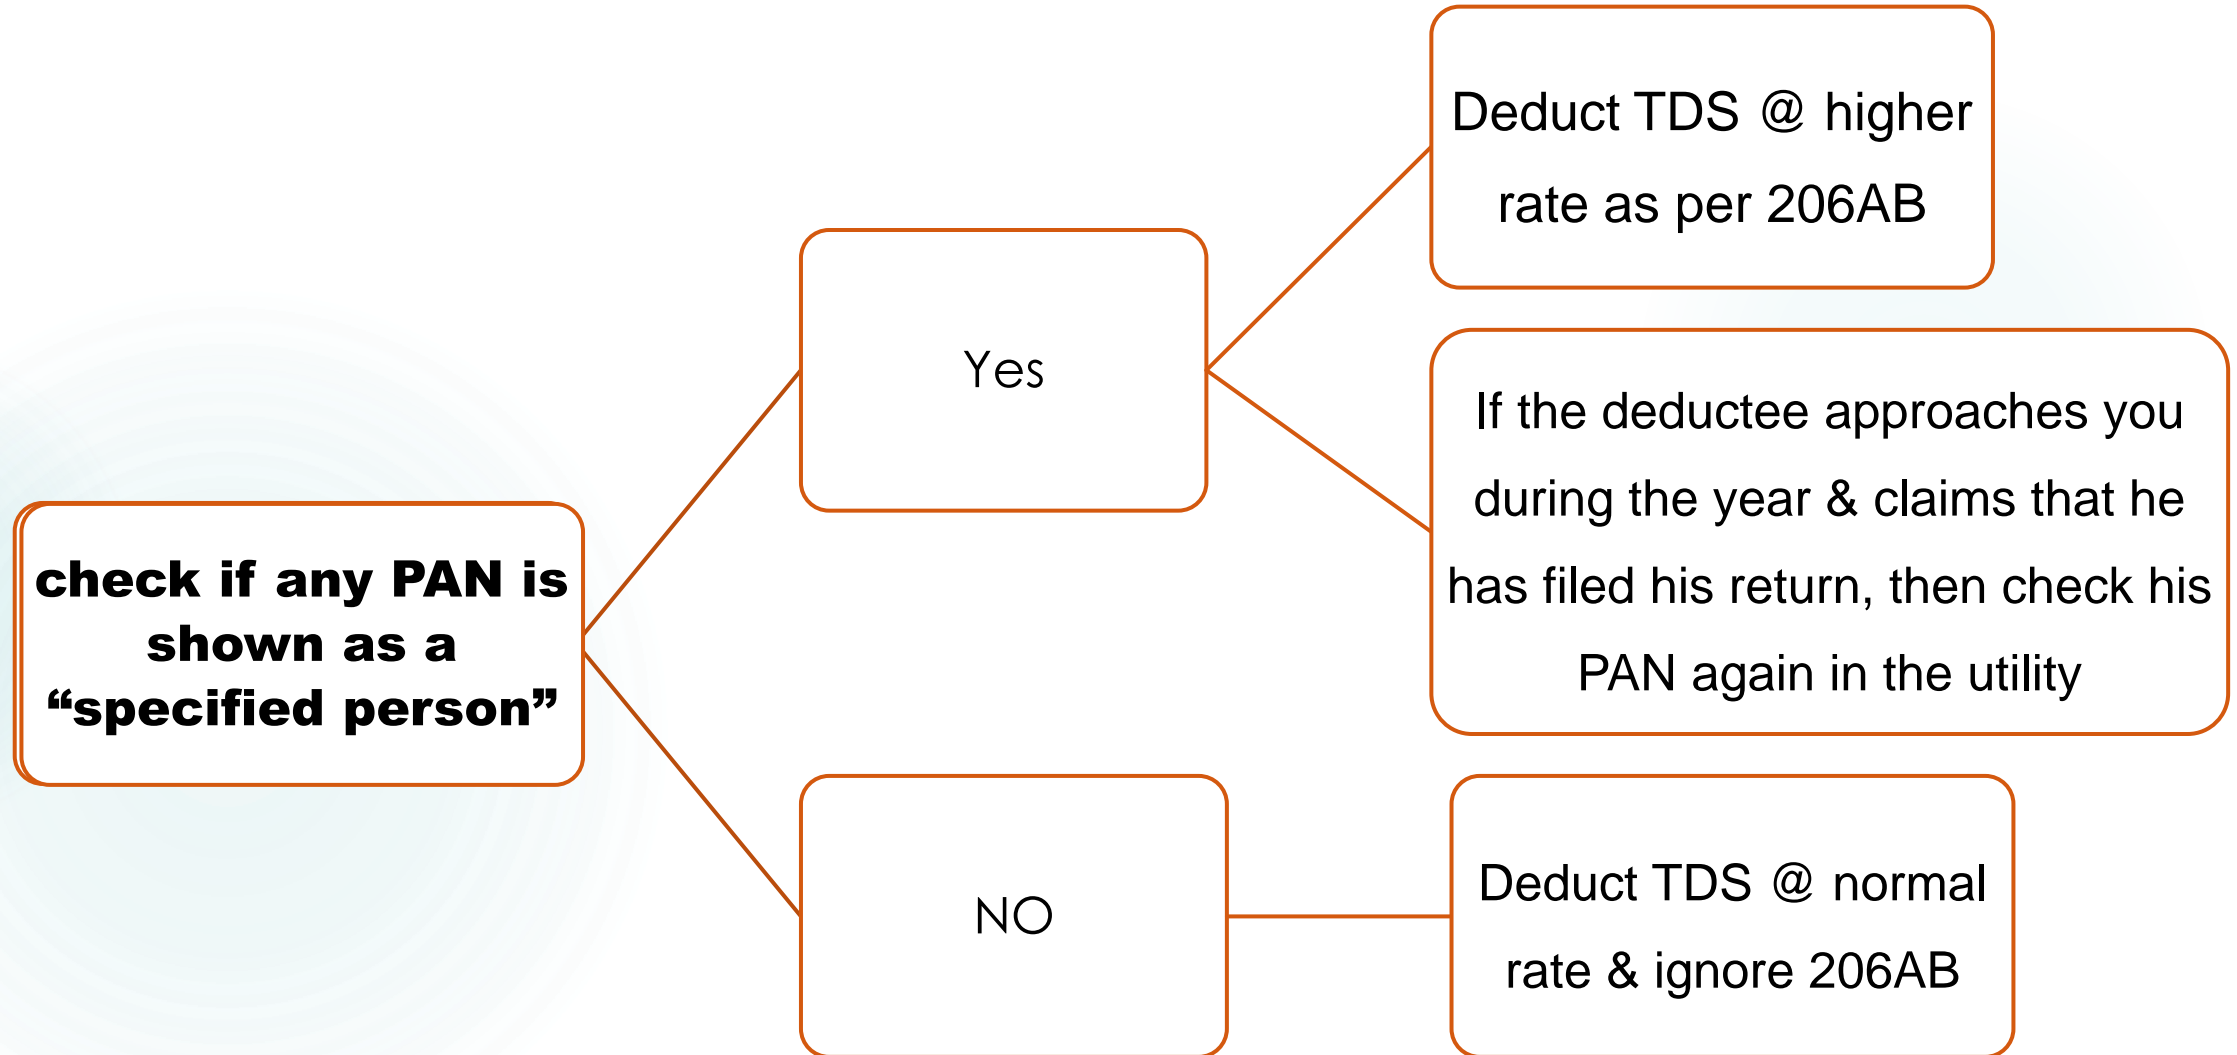 check if any PAN is
shown as a
“specified person”
Yes
Deduct TDS @ higher
rate as per 206AB
If the deductee approaches you
during the year & claims that he
has filed his return, then check his
PAN again in the utility
NO
Deduct TDS @ normal
rate & ignore 206AB